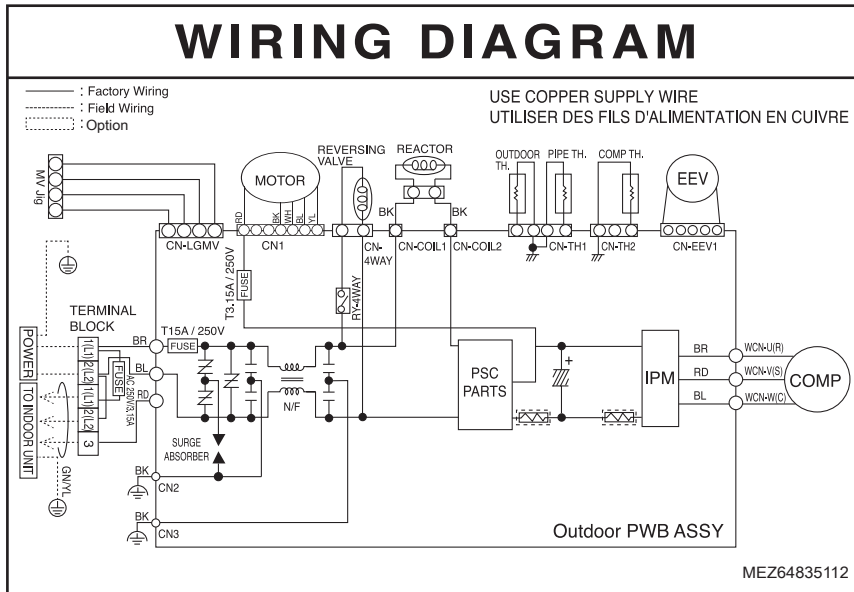 WIRING DIAGRAM
: Factory Wiring
: Field Wiring
: Option
USE COPPER SUPPLY WIRE
UTILISER DES FILS D'ALIMENTATION EN CUIVRE
MV Jig
MOTOR
REVERSING
VALVE
REACTOR
OUTDOOR
TH.
PIPE TH.
COMP TH.
EEV
RD
BK
WH
BL
YL
BK
BK
CN-LGMV
CN1
CN-
4WAY
CN-COIL1
CN-COIL2
CN-TH1
CN-TH2
CN-EEV1
T3.15A / 250V
FUSE
RY-4WAY
TERMINAL
BLOCK
POWER
TO INDOOR UNIT
1(L1)
2(L2)
1(L1)
2(L2)
3
FUSE
AC 250V/3.15A
GN/YL
BR
BL
RD
T15A / 250V
FUSE
N/F
SURGE
ABSORBER
PSC
PARTS
+
IPM
BR
RD
BL
WCN-U(R)
WCN-V(S)
WCN-W(C)
COMP
BK
CN2
BK
CN3
Outdoor PWB ASSY
MEZ64835112